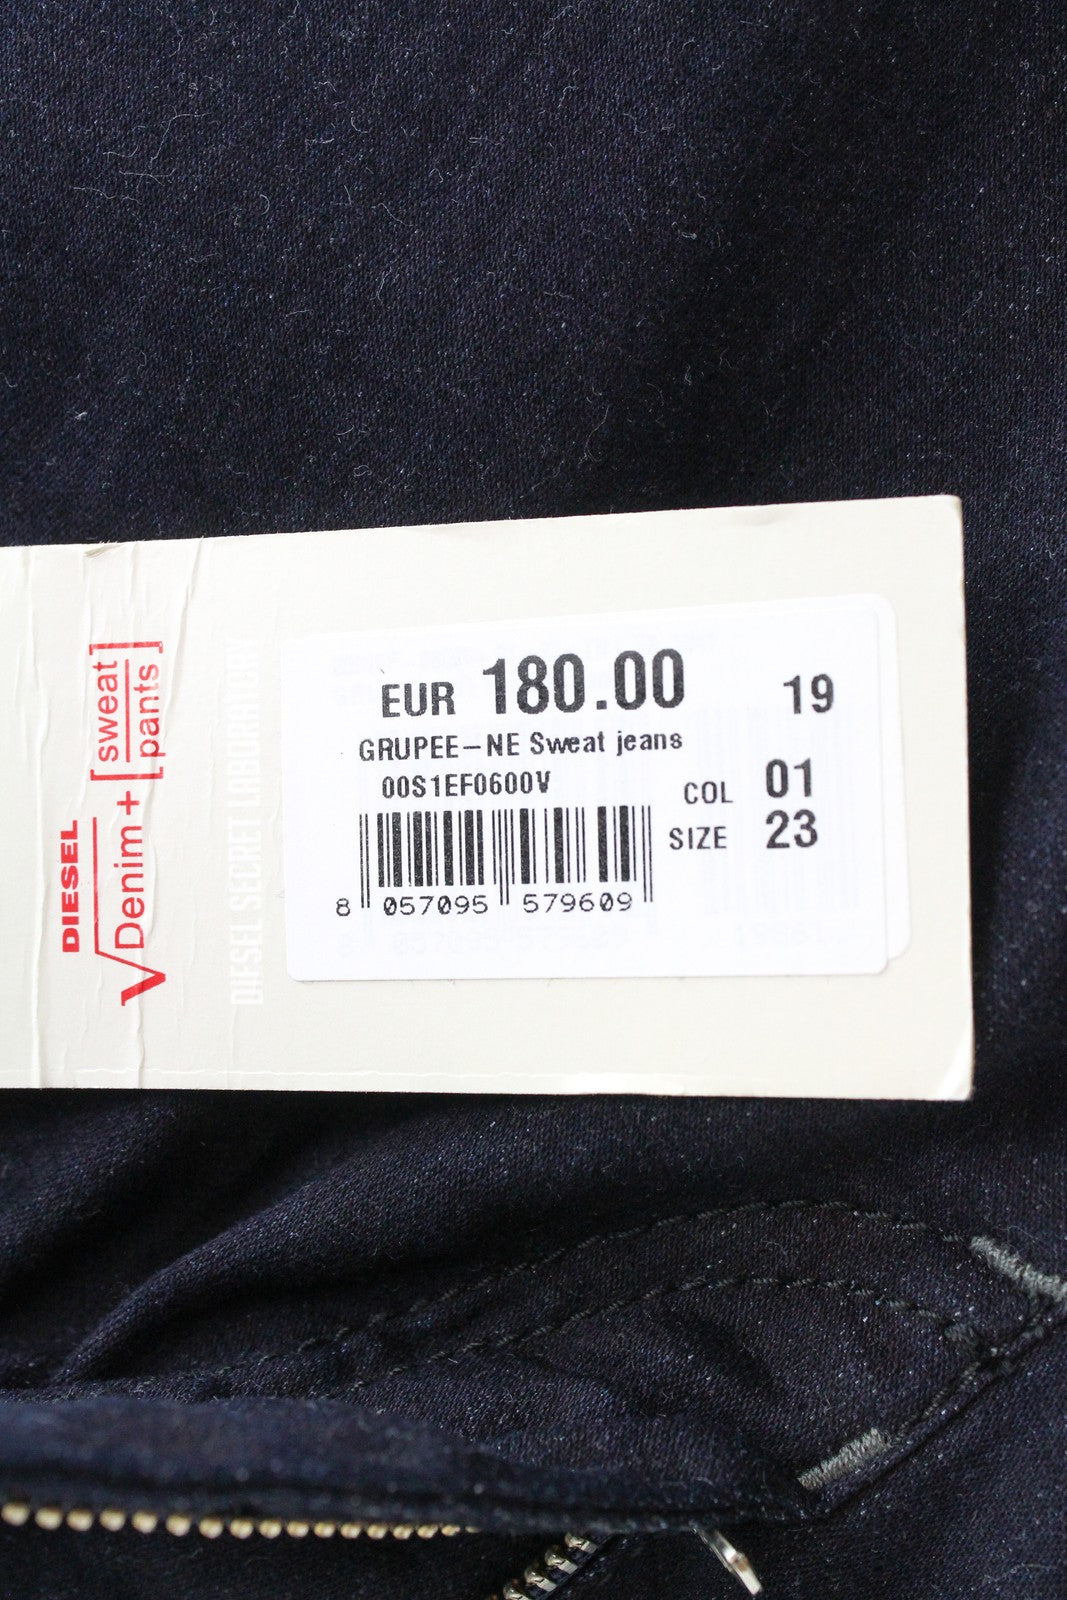 DIESEL
√Denim + [sweat]
[pants]
DIESEL SECRET LABORATORY
EUR 180.00 19
GRUPEE-NE Sweat jeans
00S1EF0600V
COL 01
SIZE 23
8 057095 579609